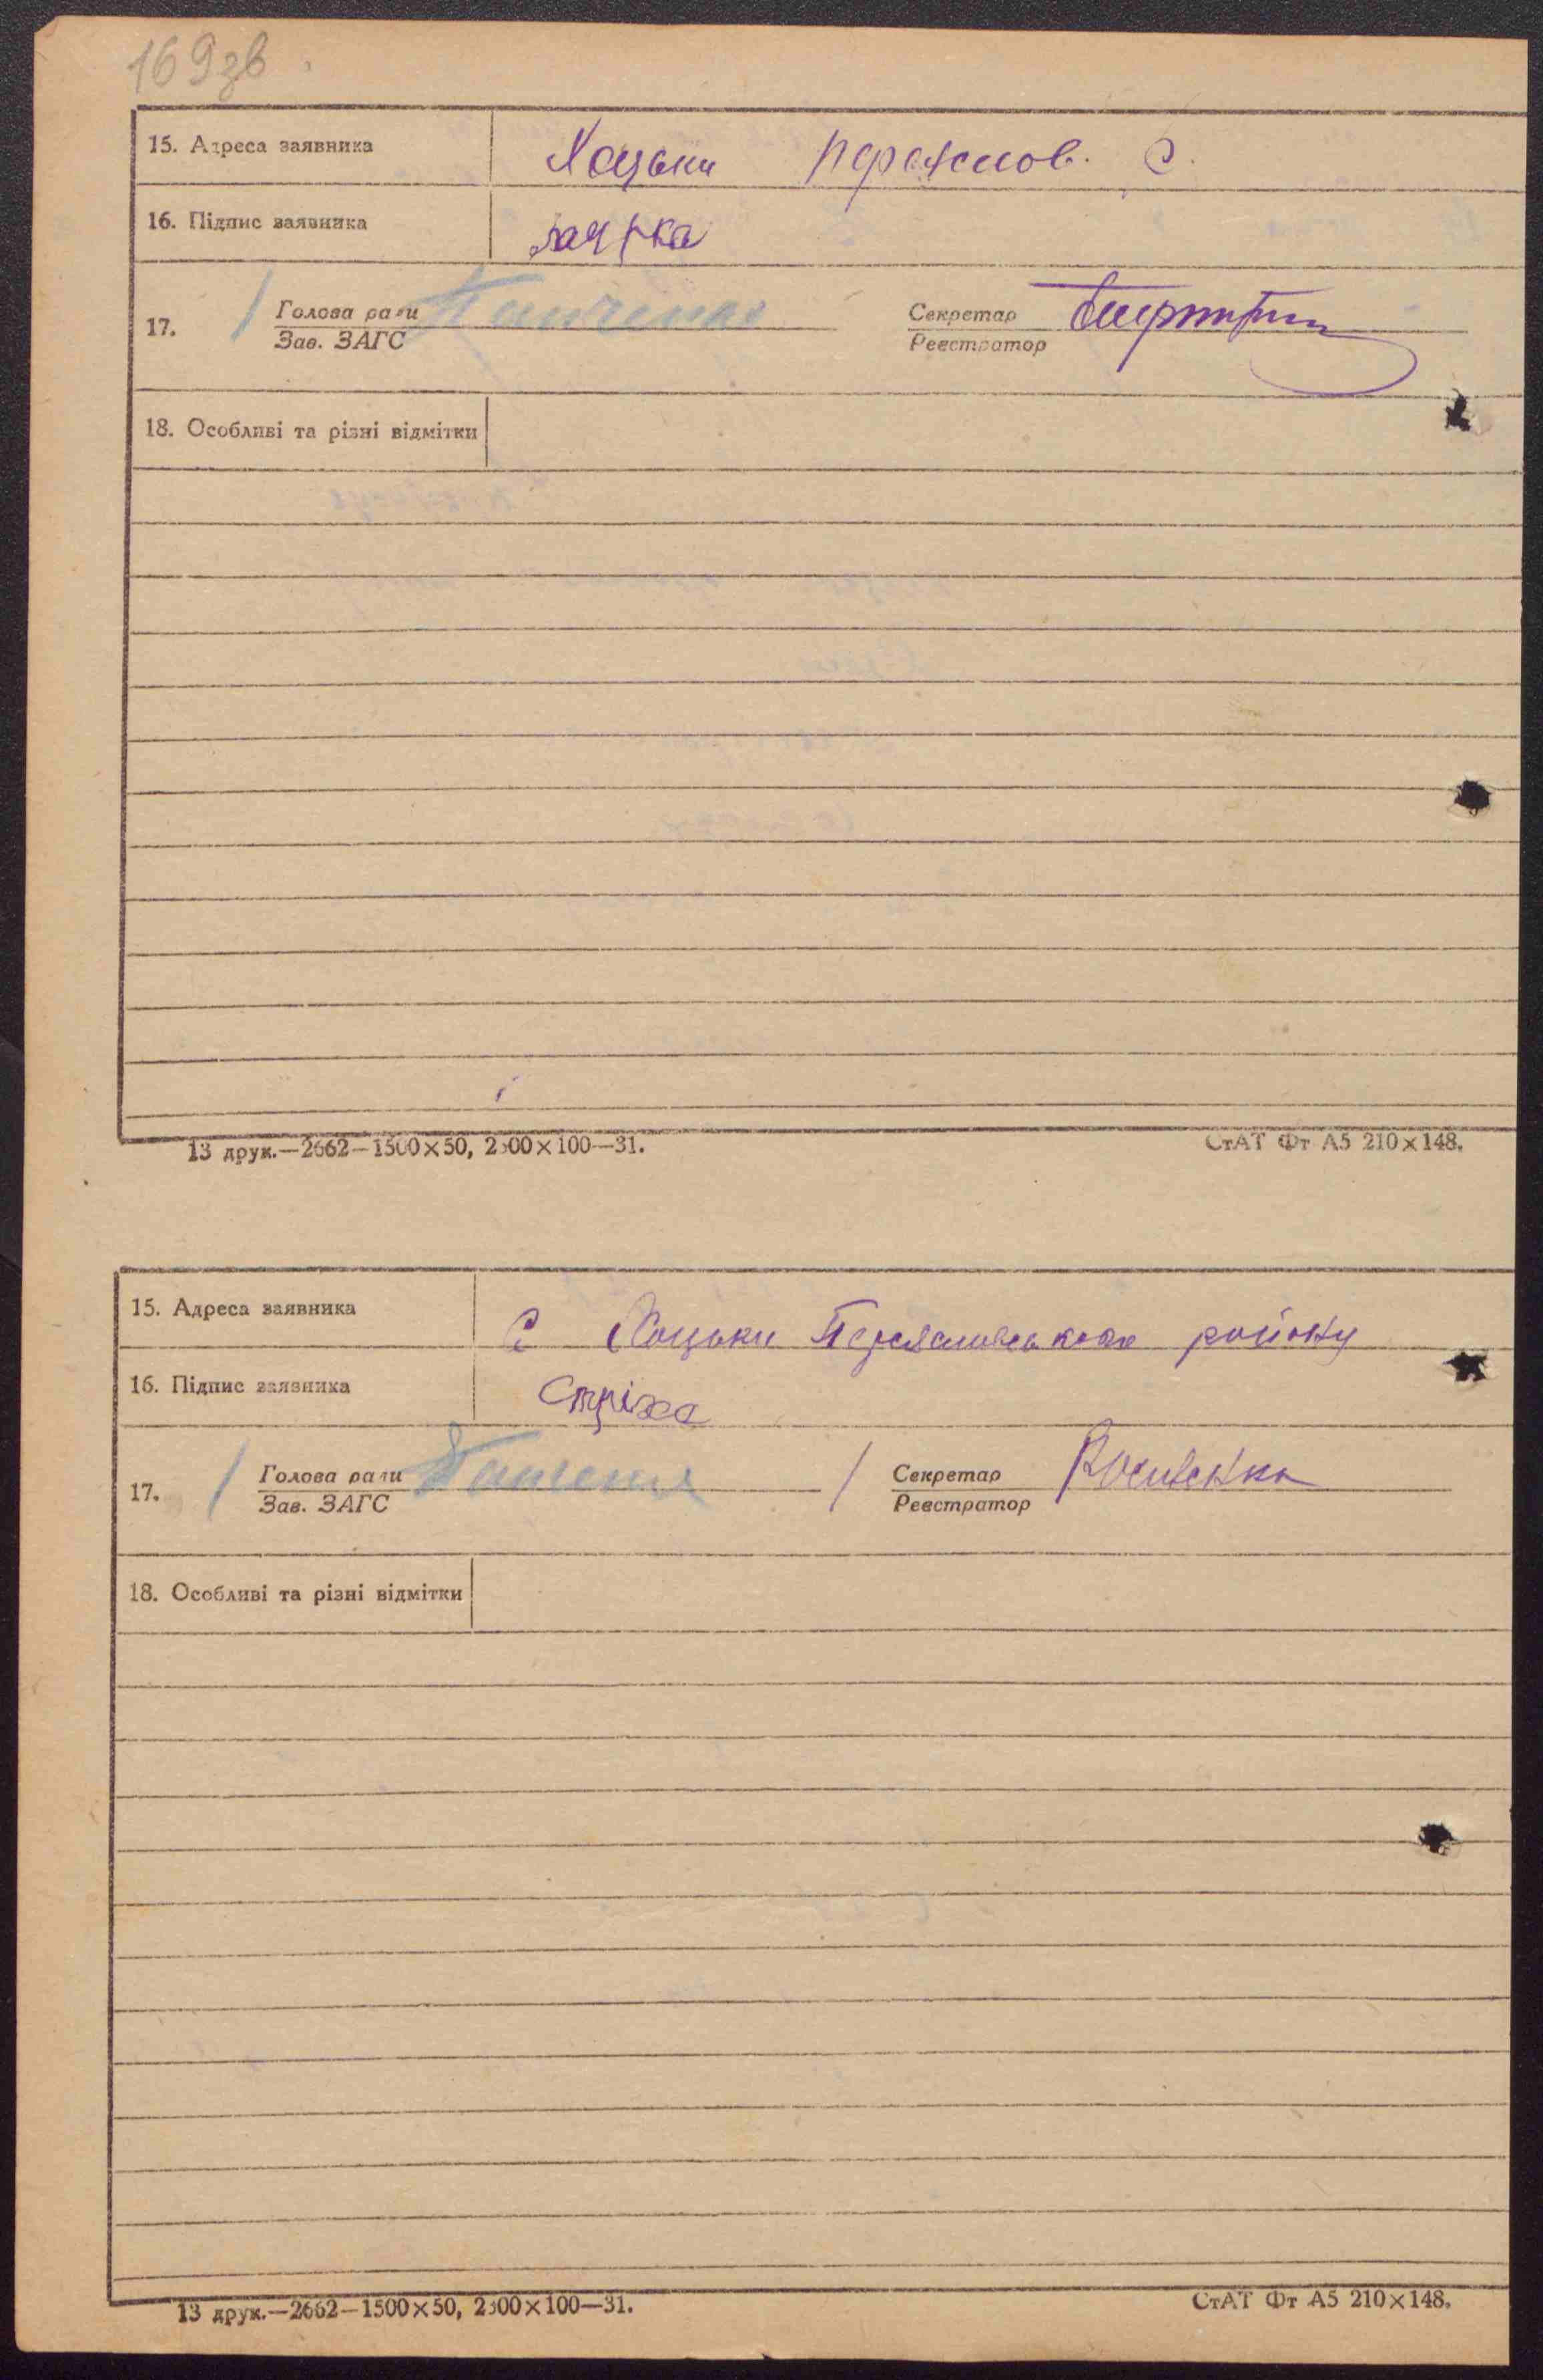 169зв
15. Адреса заявника Хоцьки Переяслов. С.
16. Підпис заявника
17. Голова ради Секретар
Зав. ЗАГС Реєстратор
18. Особливі та різні відмітки
13 друк.—2662—1500×50, 2500×100—31. СтАТ Фт А5 210×148.
15. Адреса заявника С Хоцьки Переяславського району
16. Підпис заявника Стріха
17. Голова ради Секретар
Зав. ЗАГС Реєстратор
18. Особливі та різні відмітки
13 друк.—2662—1500×50, 2500×100—31. СтАТ Фт А5 210×148.